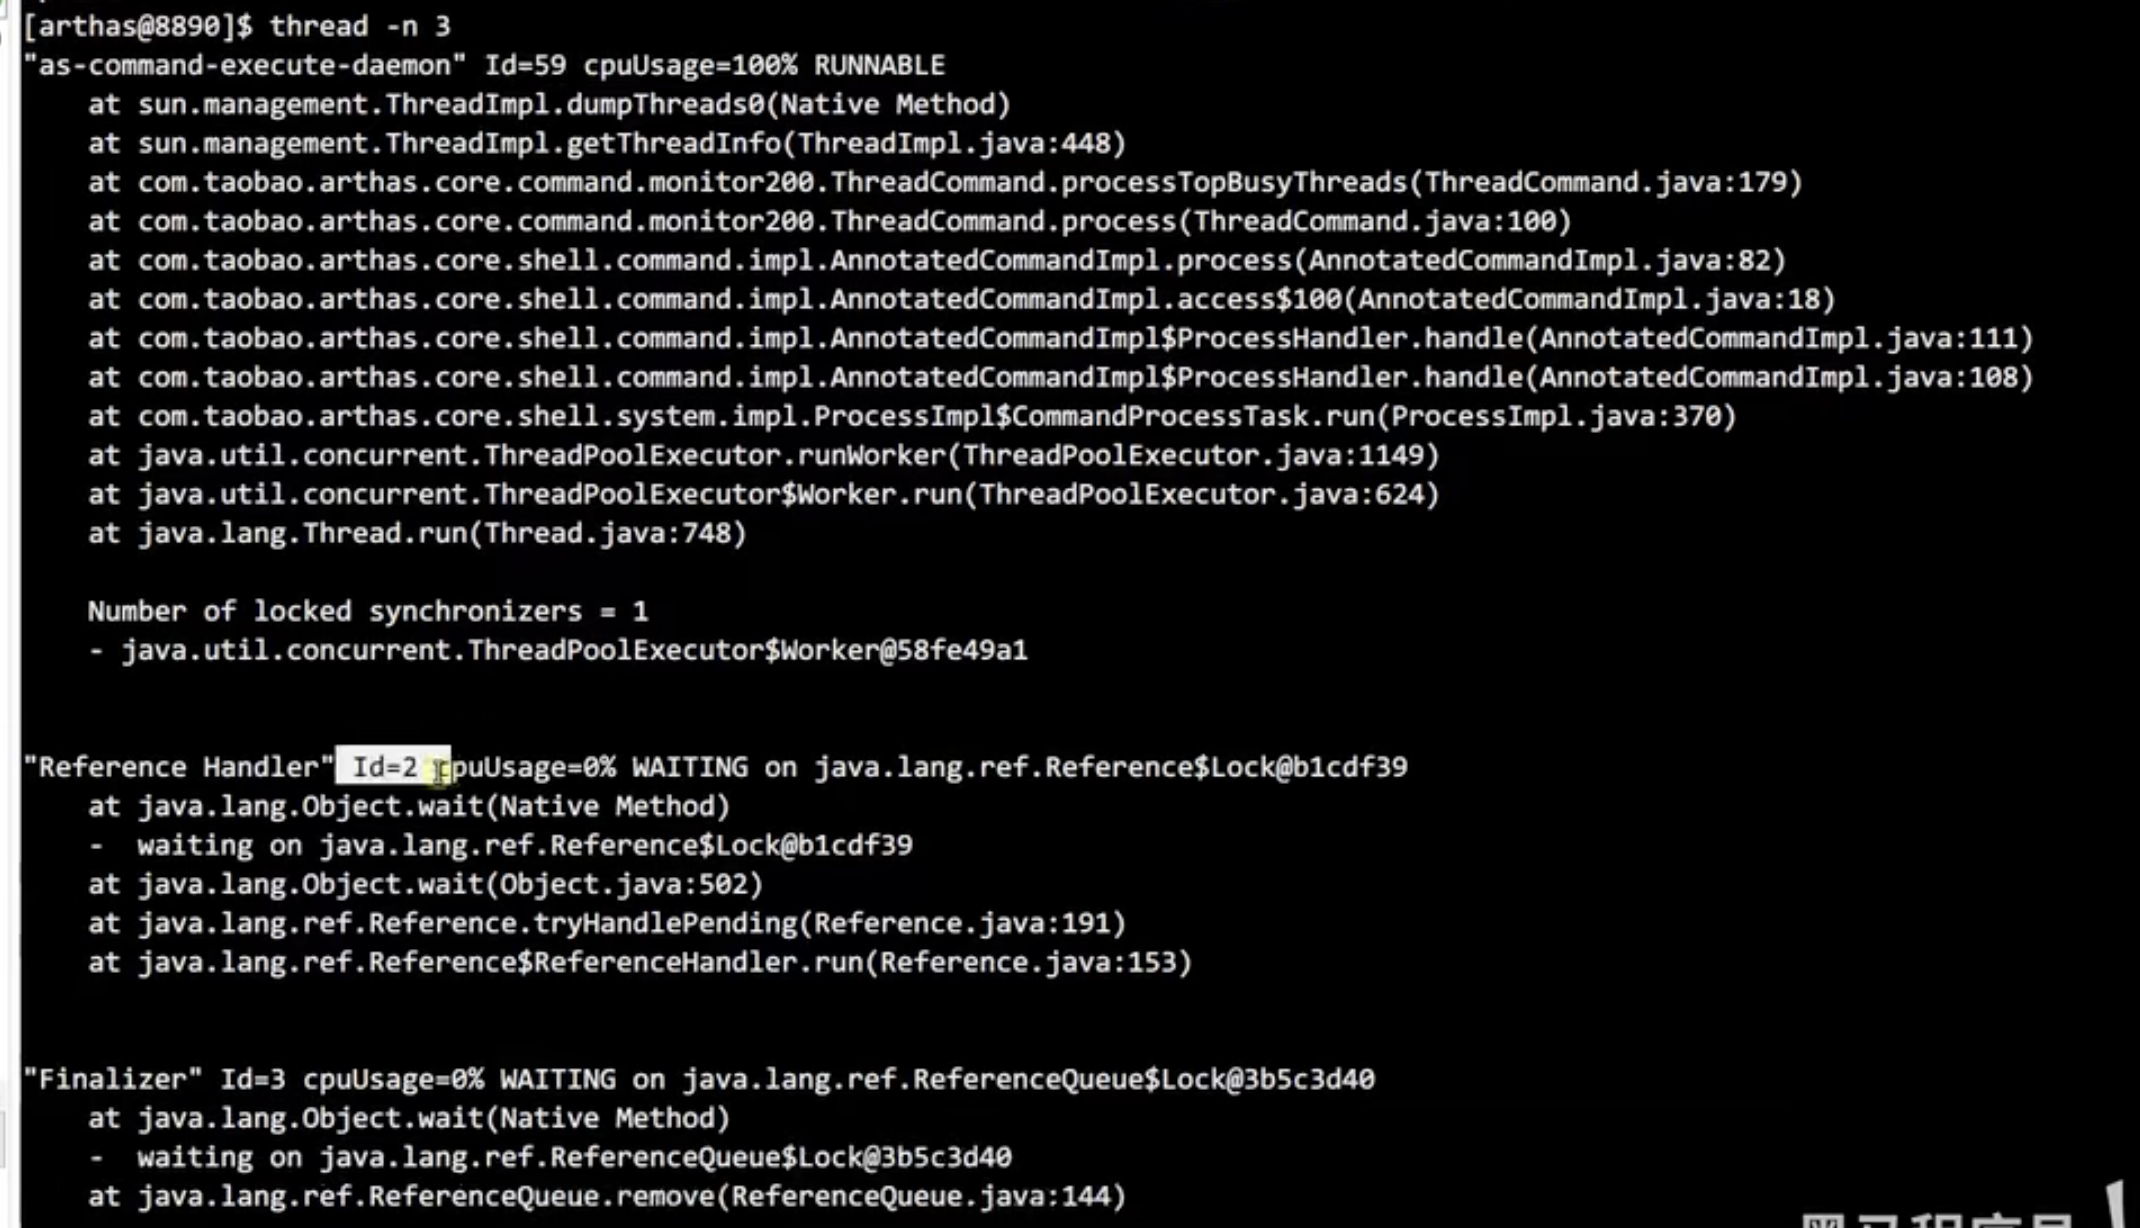 [arthas@8890]$ thread -n 3
"as-command-execute-daemon" Id=59 cpuUsage=100% RUNNABLE
at sun.management.ThreadImpl.dumpThreads0(Native Method)
at sun.management.ThreadImpl.getThreadInfo(ThreadImpl.java:448)
at com.taobao.arthas.core.command.monitor200.ThreadCommand.processTopBusyThreads(ThreadCommand.java:179)
at com.taobao.arthas.core.command.monitor200.ThreadCommand.process(ThreadCommand.java:100)
at com.taobao.arthas.core.shell.command.impl.AnnotatedCommandImpl.process(AnnotatedCommandImpl.java:82)
at com.taobao.arthas.core.shell.command.impl.AnnotatedCommandImpl.access$100(AnnotatedCommandImpl.java:18)
at com.taobao.arthas.core.shell.command.impl.AnnotatedCommandImpl$ProcessHandler.handle(AnnotatedCommandImpl.java:111)
at com.taobao.arthas.core.shell.command.impl.AnnotatedCommandImpl$ProcessHandler.handle(AnnotatedCommandImpl.java:108)
at com.taobao.arthas.core.shell.system.impl.ProcessImpl$CommandProcessTask.run(ProcessImpl.java:370)
at java.util.concurrent.ThreadPoolExecutor.runWorker(ThreadPoolExecutor.java:1149)
at java.util.concurrent.ThreadPoolExecutor$Worker.run(ThreadPoolExecutor.java:624)
at java.lang.Thread.run(Thread.java:748)
Number of locked synchronizers = 1
- java.util.concurrent.ThreadPoolExecutor$Worker@58fe49a1
"Reference Handler" Id=2 cpuUsage=0% WAITING on java.lang.ref.Reference$Lock@b1cdf39
at java.lang.Object.wait(Native Method)
- waiting on java.lang.ref.Reference$Lock@b1cdf39
at java.lang.Object.wait(Object.java:502)
at java.lang.ref.Reference.tryHandlePending(Reference.java:191)
at java.lang.ref.Reference$ReferenceHandler.run(Reference.java:153)
"Finalizer" Id=3 cpuUsage=0% WAITING on java.lang.ref.ReferenceQueue$Lock@3b5c3d40
at java.lang.Object.wait(Native Method)
- waiting on java.lang.ref.ReferenceQueue$Lock@3b5c3d40
at java.lang.ref.ReferenceQueue.remove(ReferenceQueue.java:144)